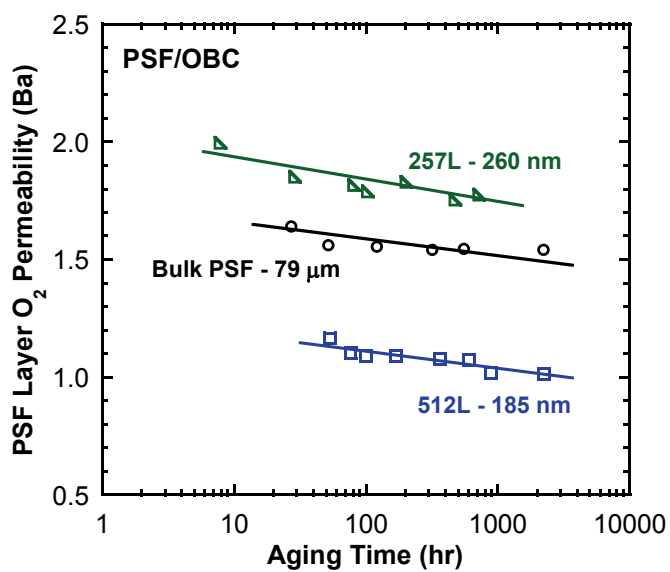 PSF/OBC
2.5
2.0
1.5
1.0
0.5
PSF Layer O₂ Permeability (Ba)
257L - 260 nm
Bulk PSF - 79 μm
512L - 185 nm
1 10 100 1000 10000
Aging Time (hr)